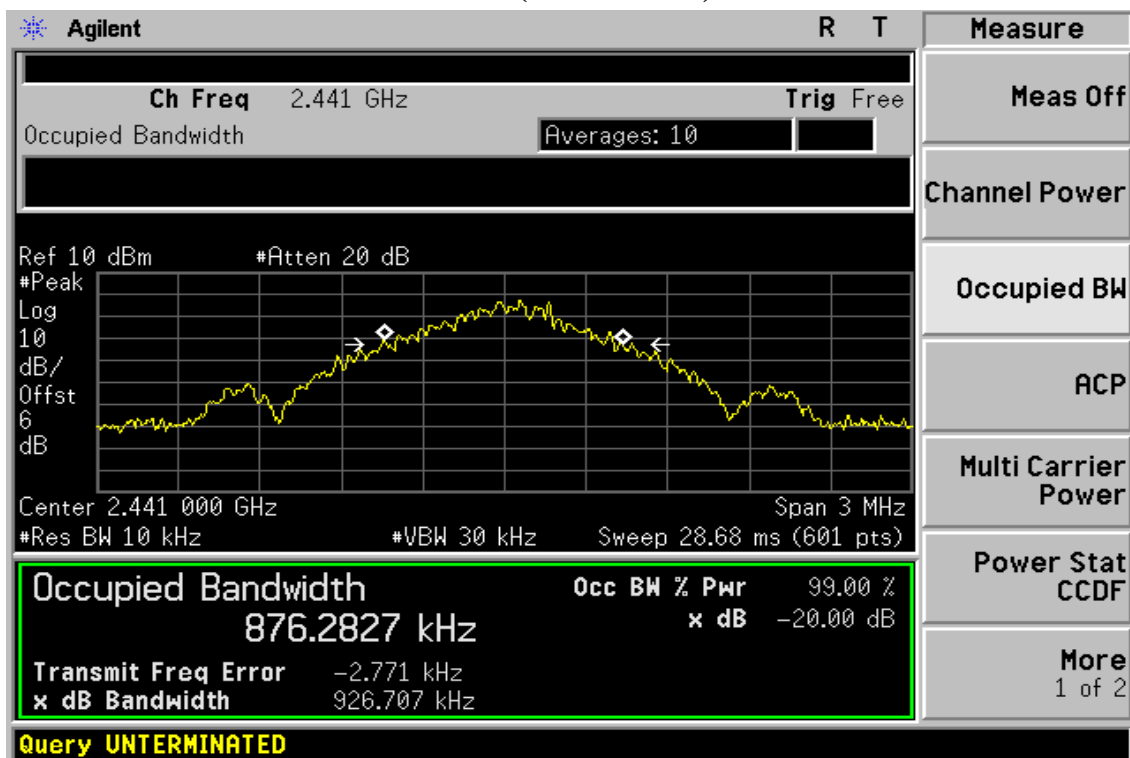 Agilent R T
Ch Freq 2.441 GHz Trig Free
Occupied Bandwidth Averages: 10
Ref 10 dBm #Atten 20 dB
#Peak
Log
10
dB/
Offst
6
dB
Center 2.441 000 GHz Span 3 MHz
#Res BW 10 kHz #VBW 30 kHz Sweep 28.68 ms (601 pts)
Occupied Bandwidth Occ BW % Pwr 99.00 %
876.2827 kHz x dB -20.00 dB
Transmit Freq Error -2.771 kHz
x dB Bandwidth 926.707 kHz
Query UNTERMINATED
Measure
Meas Off
Channel Power
Occupied BW
ACP
Multi Carrier
Power
Power Stat
CCDF
More
1 of 2